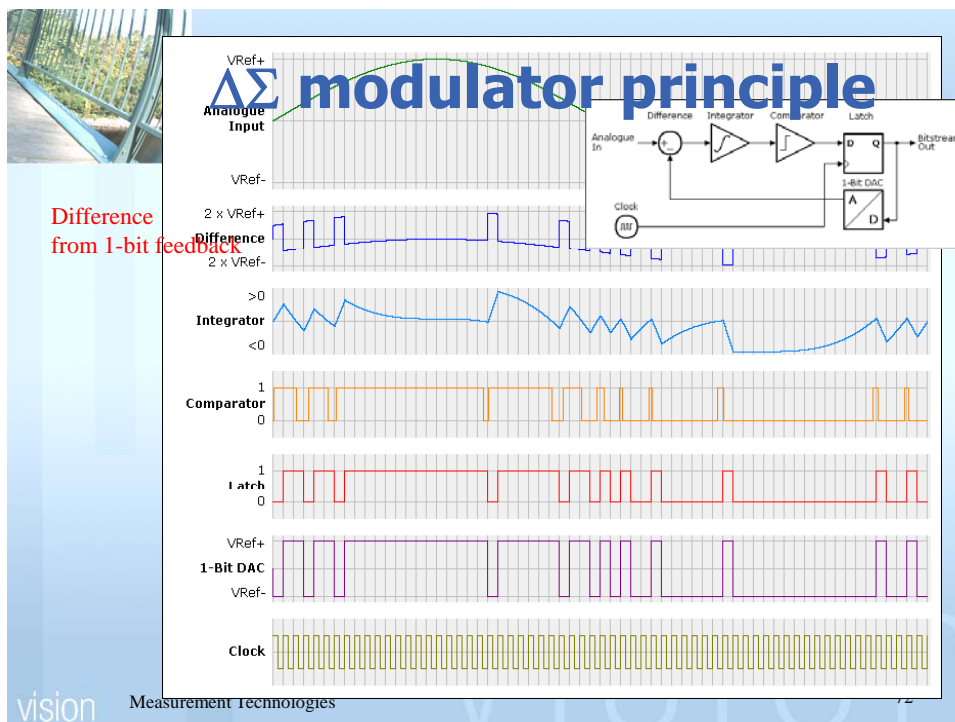 ΔΣ modulator principle
VRef+
Analogue
Input
VRef-
Difference
from 1-bit feedback
2 x VRef+
Difference
2 x VRef-
>0
Integrator
<0
1
Comparator
0
1
Latch
0
VRef+
1-Bit DAC
VRef-
Clock
Difference Integrator Comparator Latch
Analogue
In
+
-
D Q
Bitstream
Out
1-Bit DAC
A
D
Clock
vision
Measurement Technologies
72